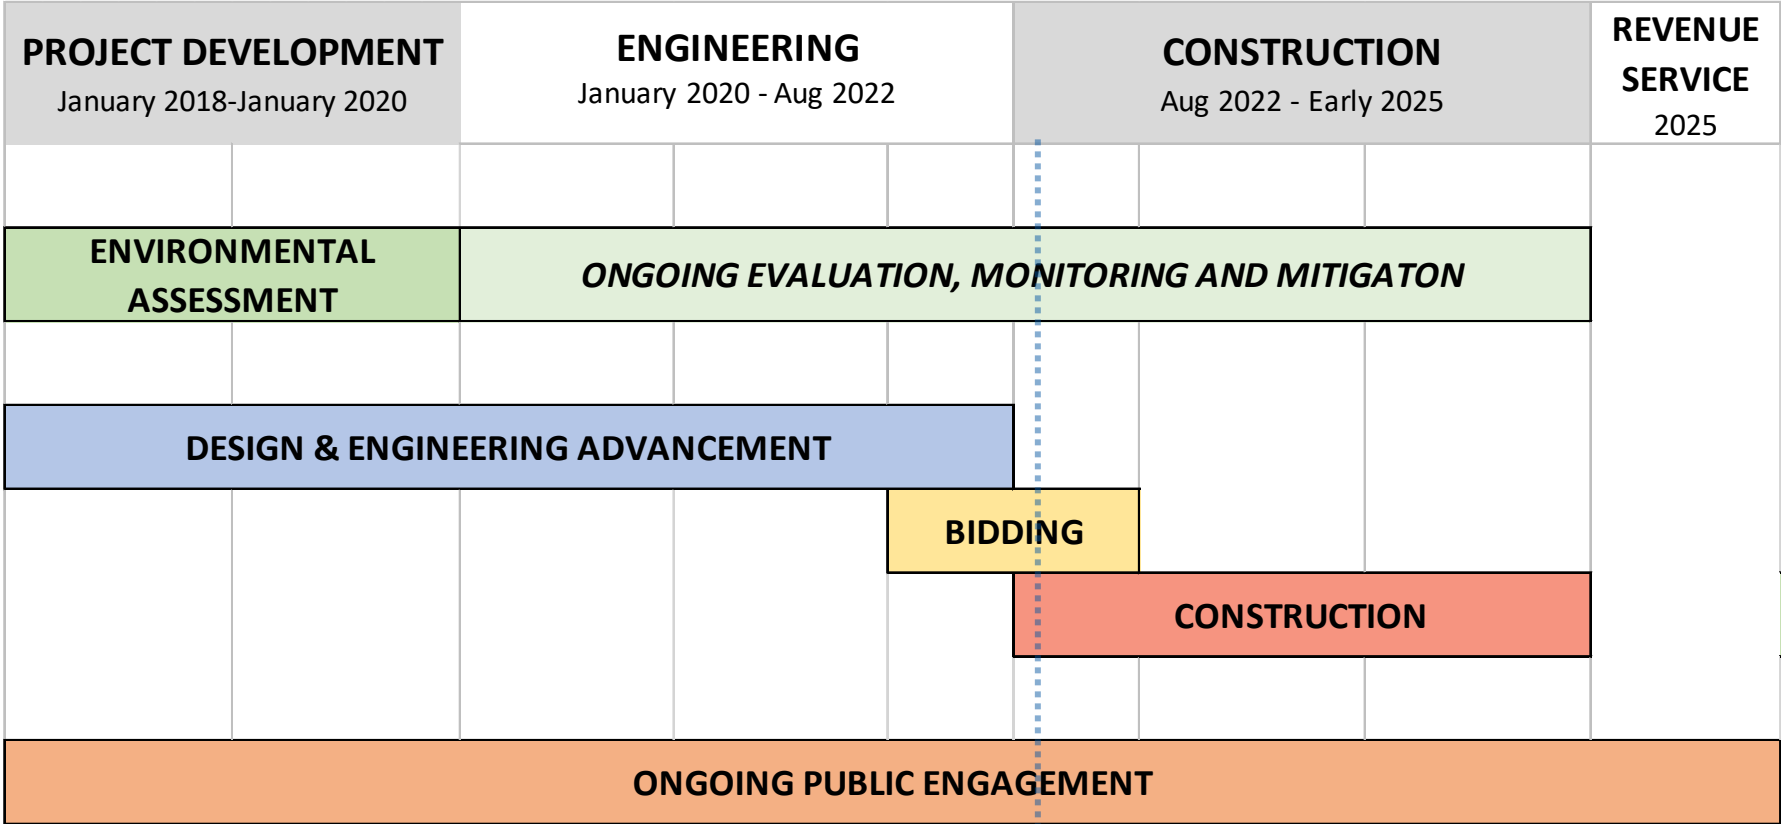 PROJECT DEVELOPMENT
January 2018-January 2020
ENGINEERING
January 2020 - Aug 2022
CONSTRUCTION
Aug 2022 - Early 2025
REVENUE
SERVICE
2025
ENVIRONMENTAL
ASSESSMENT
ONGOING EVALUATION, MONITORING AND MITIGATON
DESIGN & ENGINEERING ADVANCEMENT
BIDDING
CONSTRUCTION
ONGOING PUBLIC ENGAGEMENT